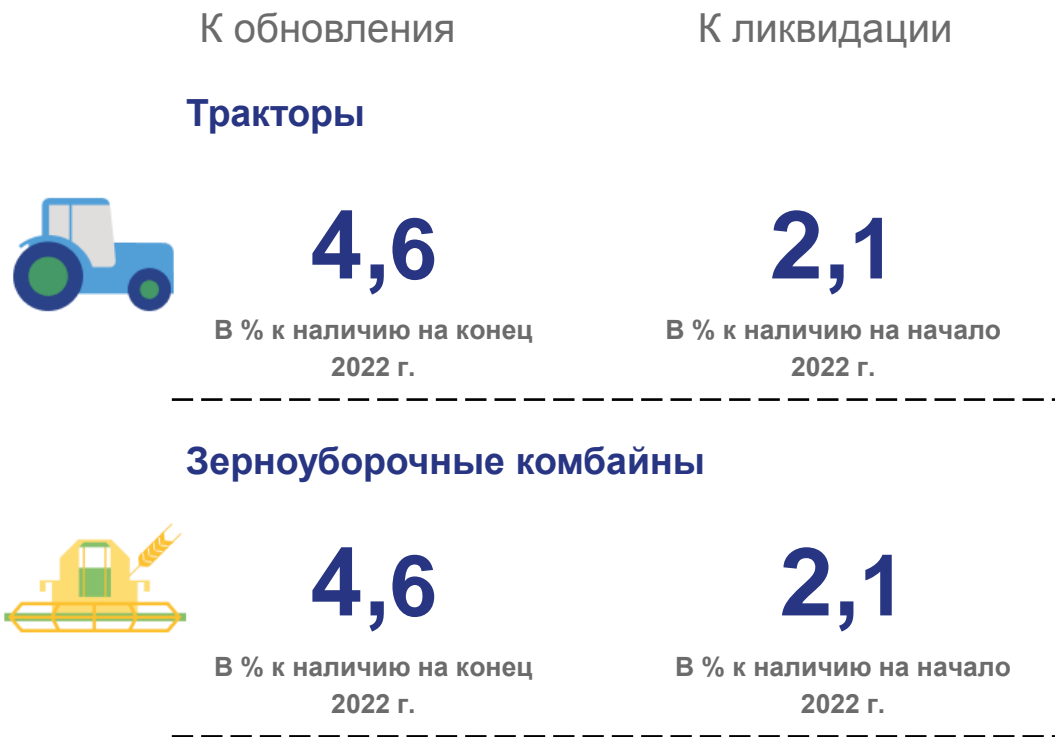 К обновления
К ликвидации
Тракторы
4,6
2,1
В % к наличию на конец
2022 г.
В % к наличию на начало
2022 г.
Зерноуборочные комбайны
4,6
2,1
В % к наличию на конец
2022 г.
В % к наличию на начало
2022 г.